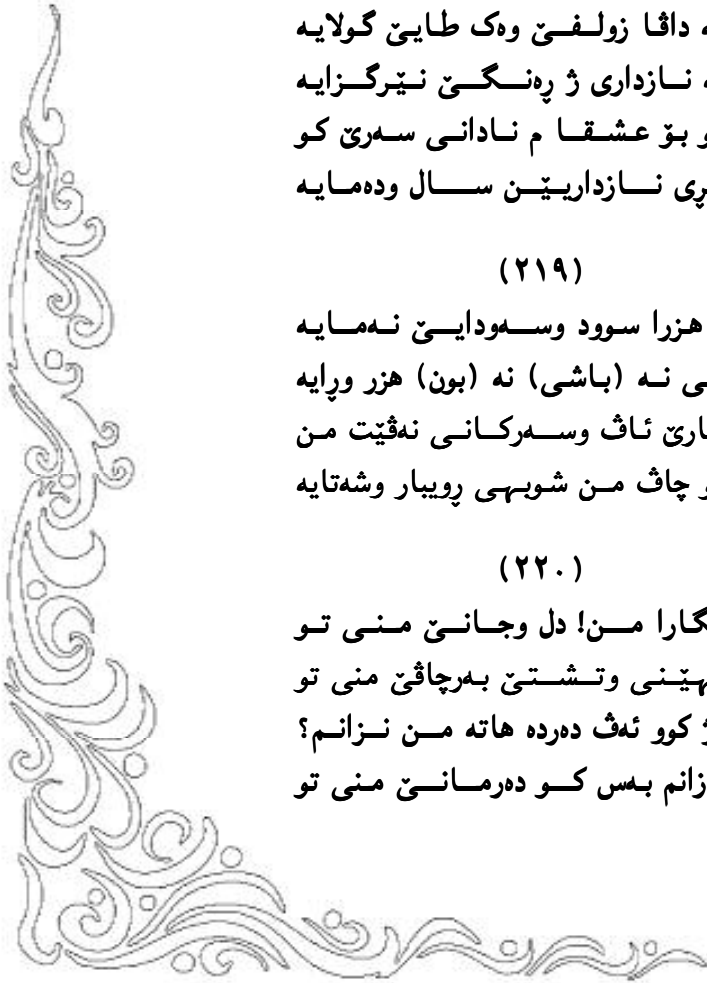 داڤا زولفێ وەک طایێ گولایە
نازداری ژ ڕەنگێ نێرگزایە
بۆ عشقا م نادانی سەرێ کو
نازداریێن سال ودەمایە
(٢١٩)
هزرا سوود وسەودایێ نەمایە
نە (باشی) نە (بون) هزر وڕایە
ئاڤ وسەرکانی نەڤێت من
چاڤ من شوبهی ڕویبار وشەتایە
(٢٢٠)
من! دل وجانێ منی تو
وتشتێ بەرچاڤێ منی تو
ژ کوو ئەڤ دەردە هاتە من نزانم؟
زانم بەس کو دەرمانێ منی تو